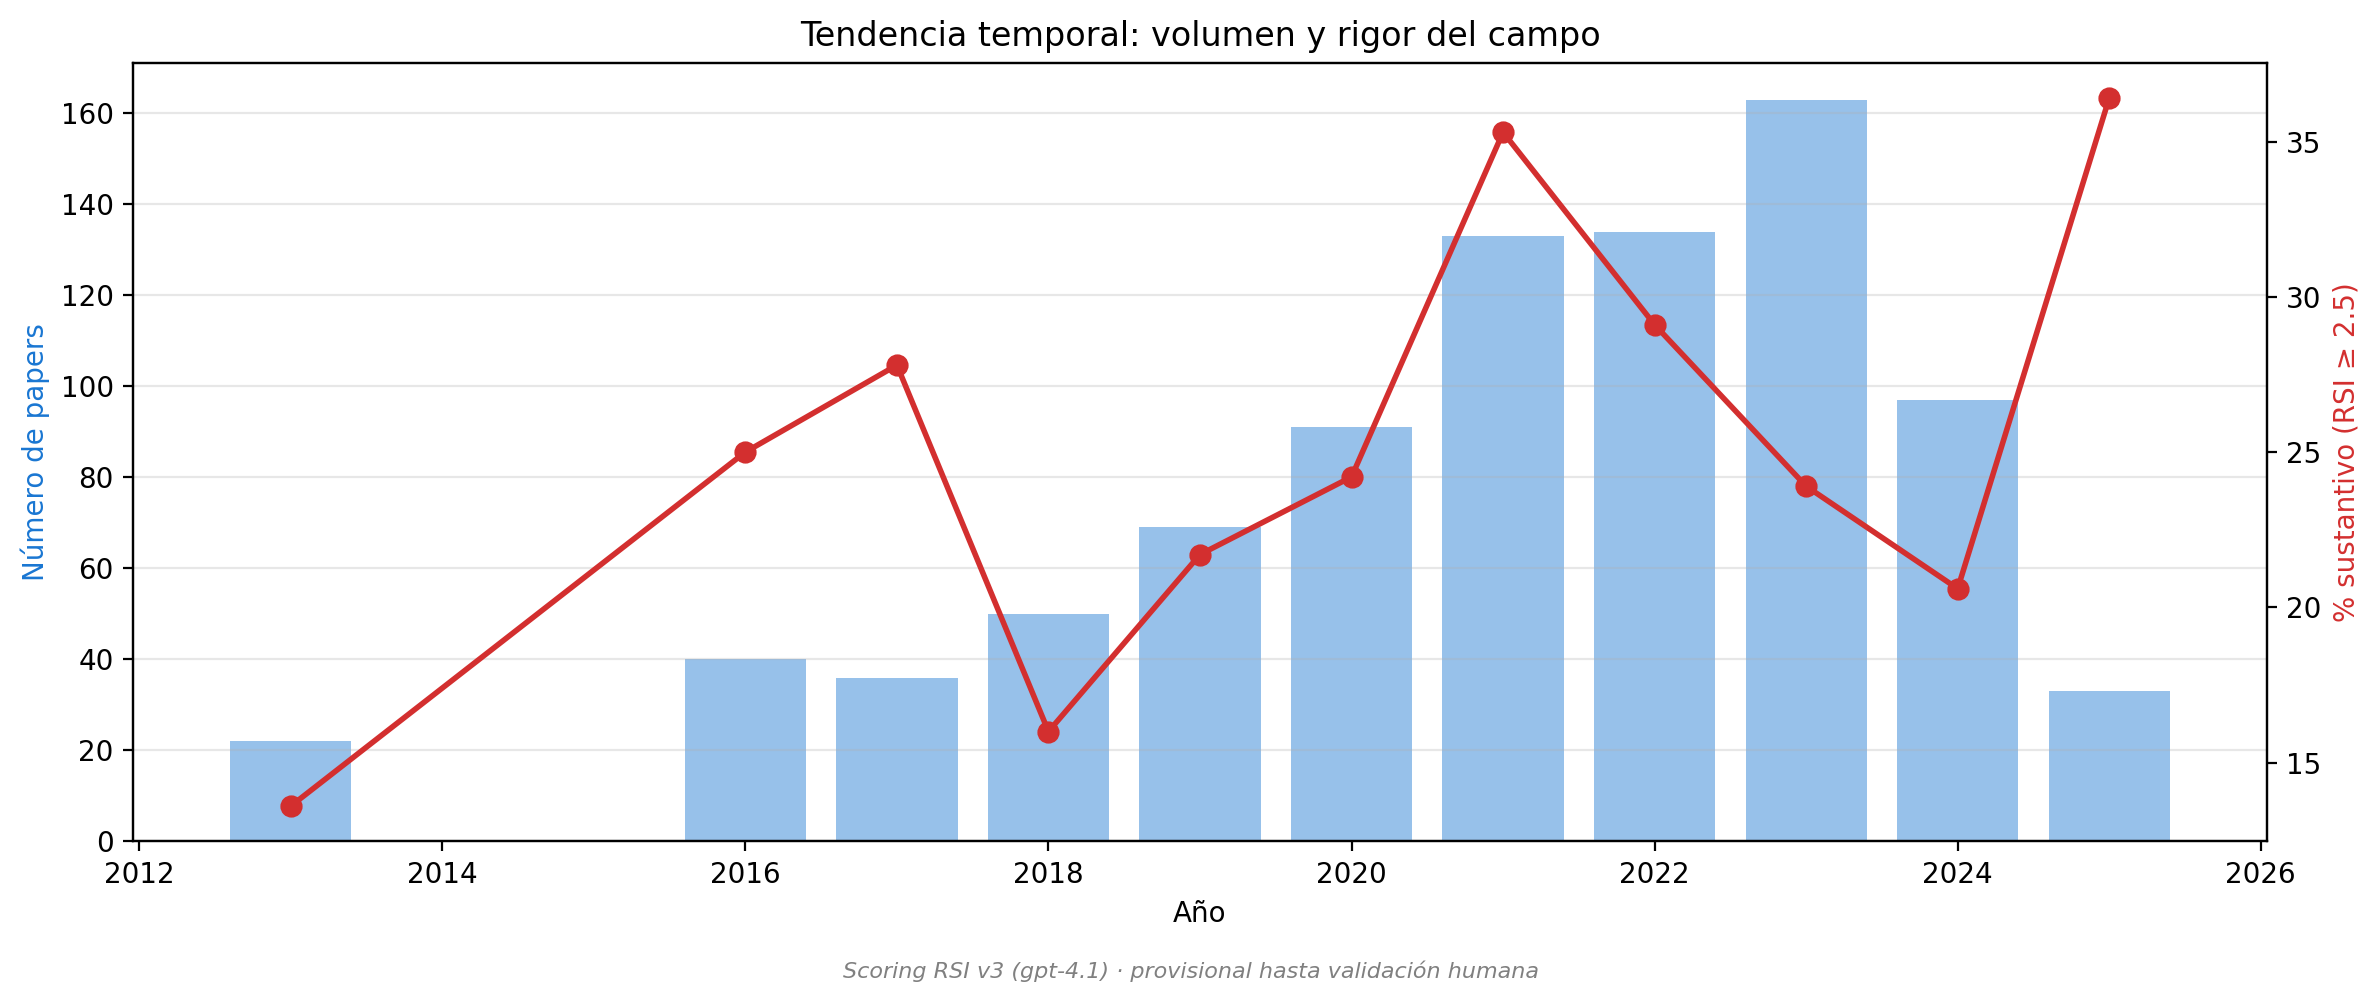 Tendencia temporal: volumen y rigor del campo
Número de papers
160
140
120
100
80
60
40
20
0
35
30
25
20
15
% sustantivo (RSI ≥ 2.5)
2012 2014 2016 2018 2020 2022 2024 2026
Año
Scoring RSI v3 (gpt-4.1) · provisional hasta validación humana